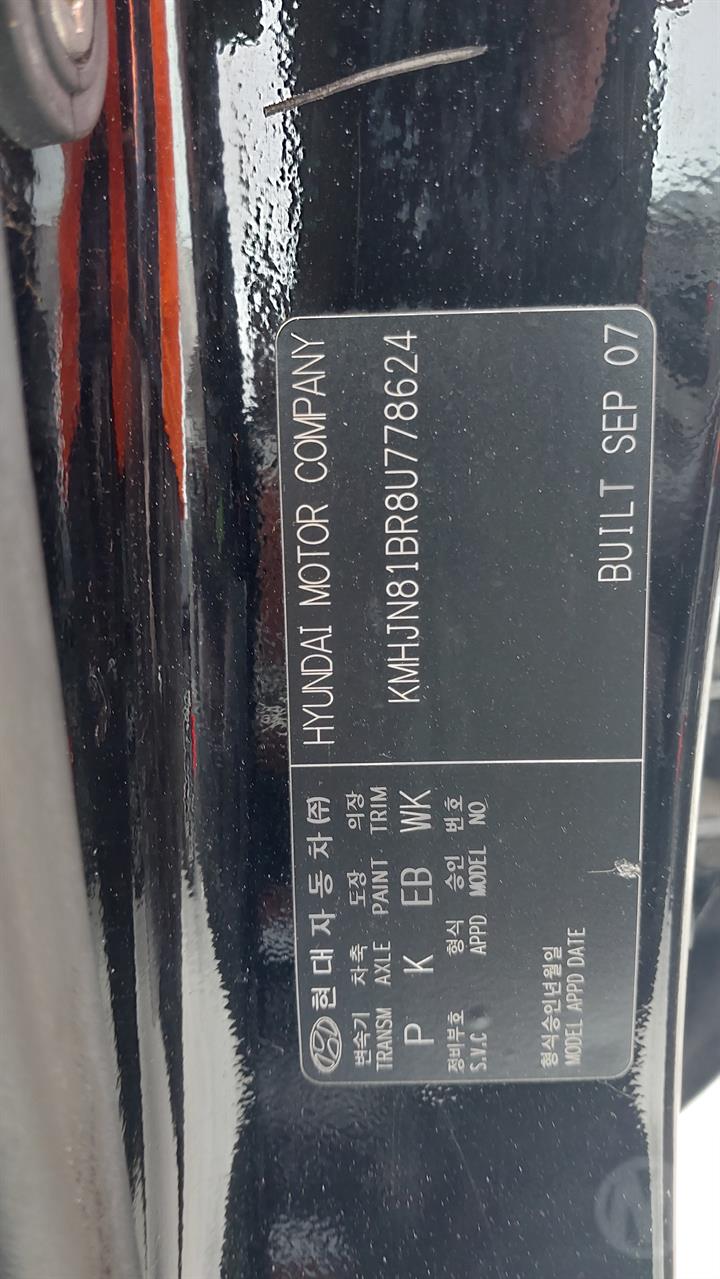 현대자동차(주)
변속기 차축 도장 의장
TRANSM AXLE PAINT TRIM
P K EB WK
정비부호 형식 승인 번호
S.V.C APPD MODEL NO
형식승인년월일
MODEL APPD DATE
HYUNDAI MOTOR COMPANY
KMHJN81BR8U778624
BUILT SEP 07